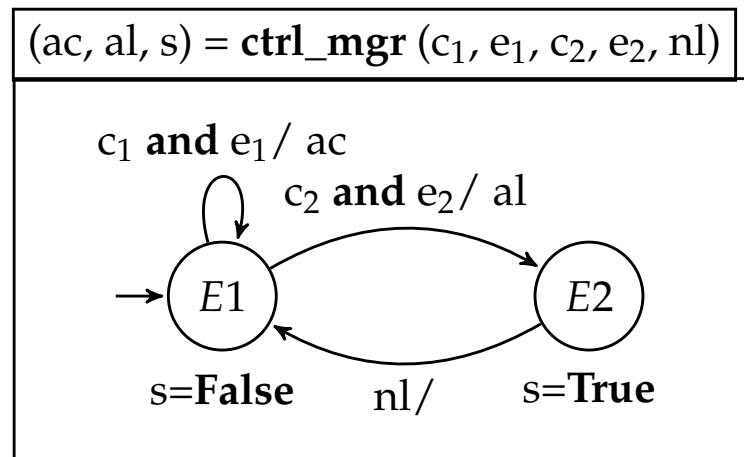 (ac, al, s) = ctrl_mgr (c₁, e₁, c₂, e₂, nl)
c₁ and e₁/ ac
c₂ and e₂/ al
E1
E2
s=False
nl/
s=True